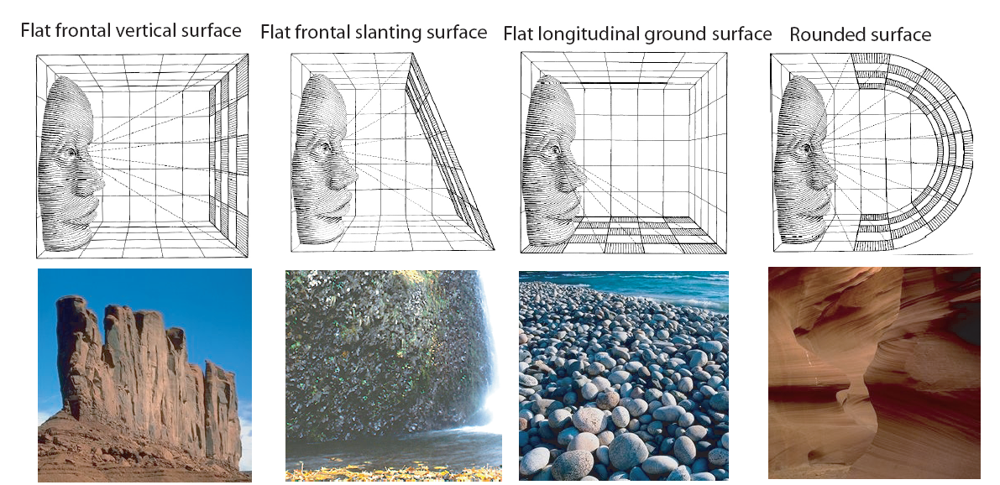 Flat frontal vertical surface
Flat frontal slanting surface
Flat longitudinal ground surface
Rounded surface